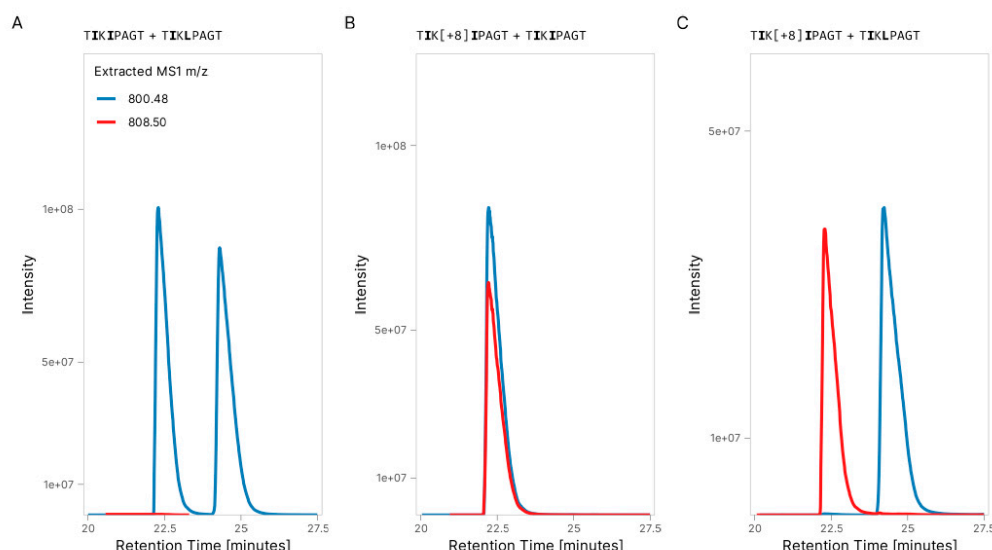 A
TIKIPAGT + TIKLPAGT
Extracted MS1 m/z
800.48
808.50
1e+08
5e+07
1e+07
Intensity
20 22.5 25 27.5
Retention Time [minutes]
B
TIK[+8]IPAGT + TIKIPAGT
1e+08
5e+07
1e+07
Intensity
20 22.5 25 27.5
Retention Time [minutes]
C
TIK[+8]IPAGT + TIKLPAGT
5e+07
1e+07
Intensity
20 22.5 25 27.5
Retention Time [minutes]